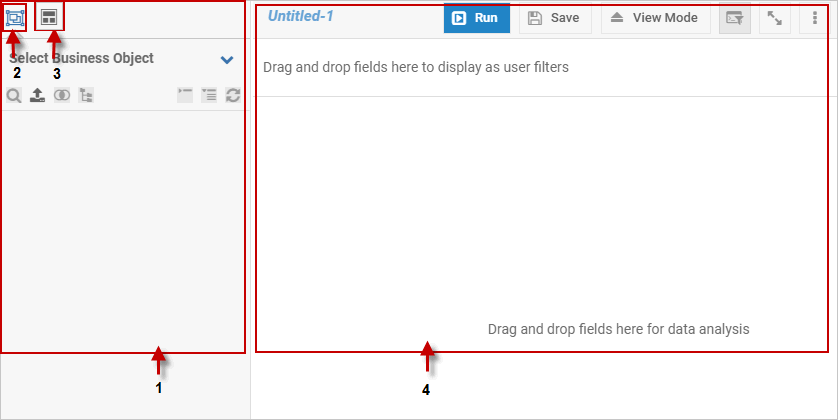 Untitled-1 Run Save View Mode
Select Business Object
2 3
Drag and drop fields here to display as user filters
Drag and drop fields here for data analysis
1 4